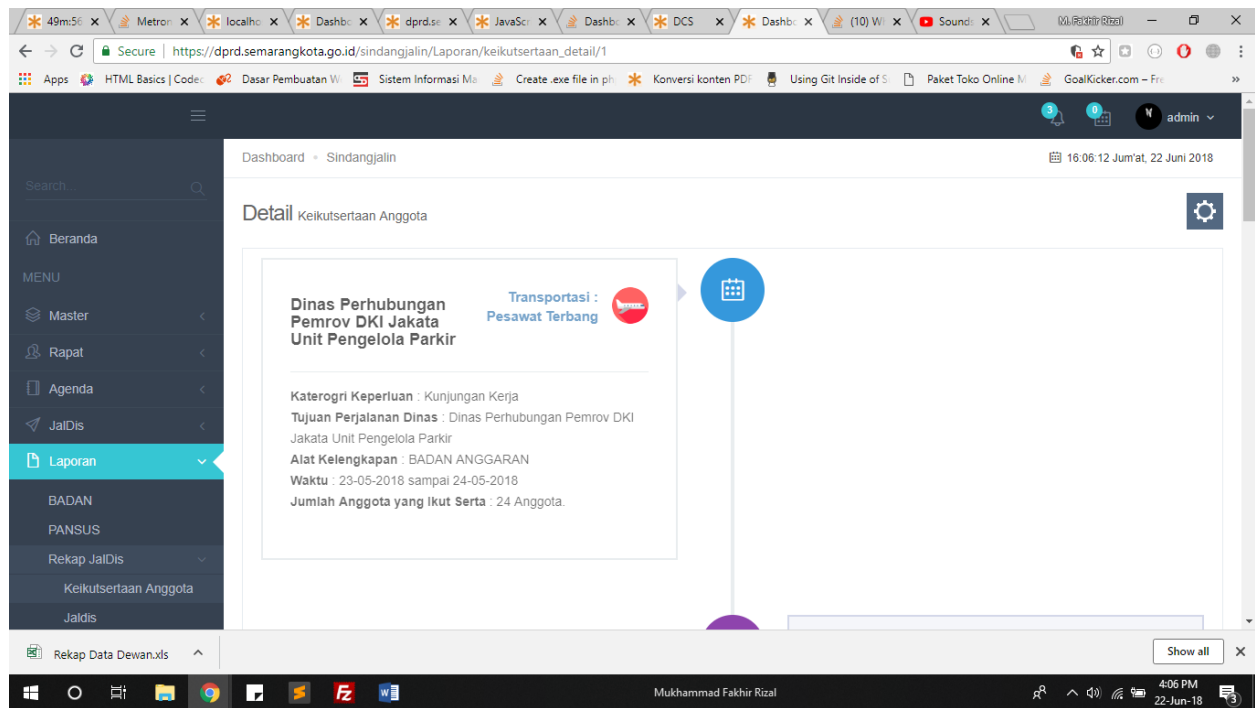 49m:56 Metron localho Dashbo dprd.se JavaScr Dashbo DCS Dashbo (10) W Sounds M. Fakhir Rizal
Secure | https://dprd.semarangkota.go.id/sindangjalin/Laporan/keikutsertaan_detail/1
Apps HTML Basics | Codec Dasar Pembuatan W Sistem Informasi Ma Create .exe file in ph Konversi konten PDF Using Git Inside of S Paket Toko Online M GoalKicker.com – Fre »
3 0 admin
Dashboard Sindangjalin 16:06:12 Jum'at, 22 Juni 2018
Search...
Detail Keikutsertaan Anggota
Beranda
MENU
Master
Rapat
Agenda
JalDis
Laporan
BADAN
PANSUS
Rekap JalDis
Keikutsertaan Anggota
Jaldis
Dinas Perhubungan
Pemrov DKI Jakata
Unit Pengelola Parkir
Transportasi :
Pesawat Terbang
Katerogri Keperluan : Kunjungan Kerja
Tujuan Perjalanan Dinas : Dinas Perhubungan Pemrov DKI
Jakata Unit Pengelola Parkir
Alat Kelengkapan : BADAN ANGGARAN
Waktu : 23-05-2018 sampai 24-05-2018
Jumlah Anggota yang Ikut Serta : 24 Anggota.
Rekap Data Dewan.xls Show all
Mukhammad Fakhir Rizal
4:06 PM
22-Jun-18
3